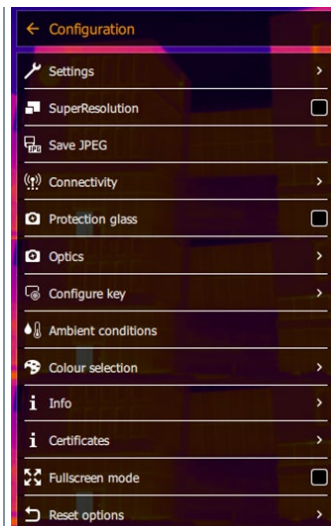 Configuration
Settings
SuperResolution
JPG Save JPEG
Connectivity
Protection glass
Optics
Configure key
Ambient conditions
Colour selection
i Info
i Certificates
Fullscreen mode
Reset options